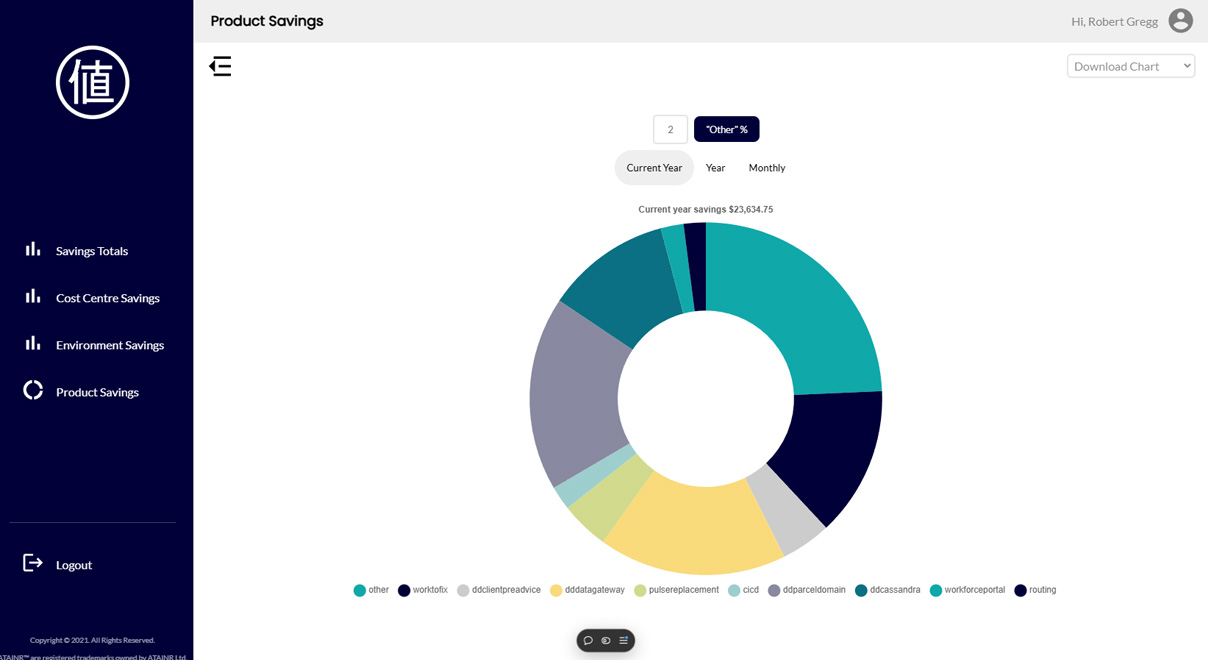 Product Savings
Hi, Robert Gregg
値
Download Chart
2
"Other" %
Current Year
Year
Monthly
Current year savings $23,634.75
Savings Totals
Cost Centre Savings
Environment Savings
Product Savings
Logout
other worktofix ddclientpreadvice dddatagateway pulsereplacement cicd ddparceldomain ddcassandra workforceportal routing
Copyright © 2021. All Rights Reserved.
ATAINR™ are registered trademarks owned by ATAINR Ltd.